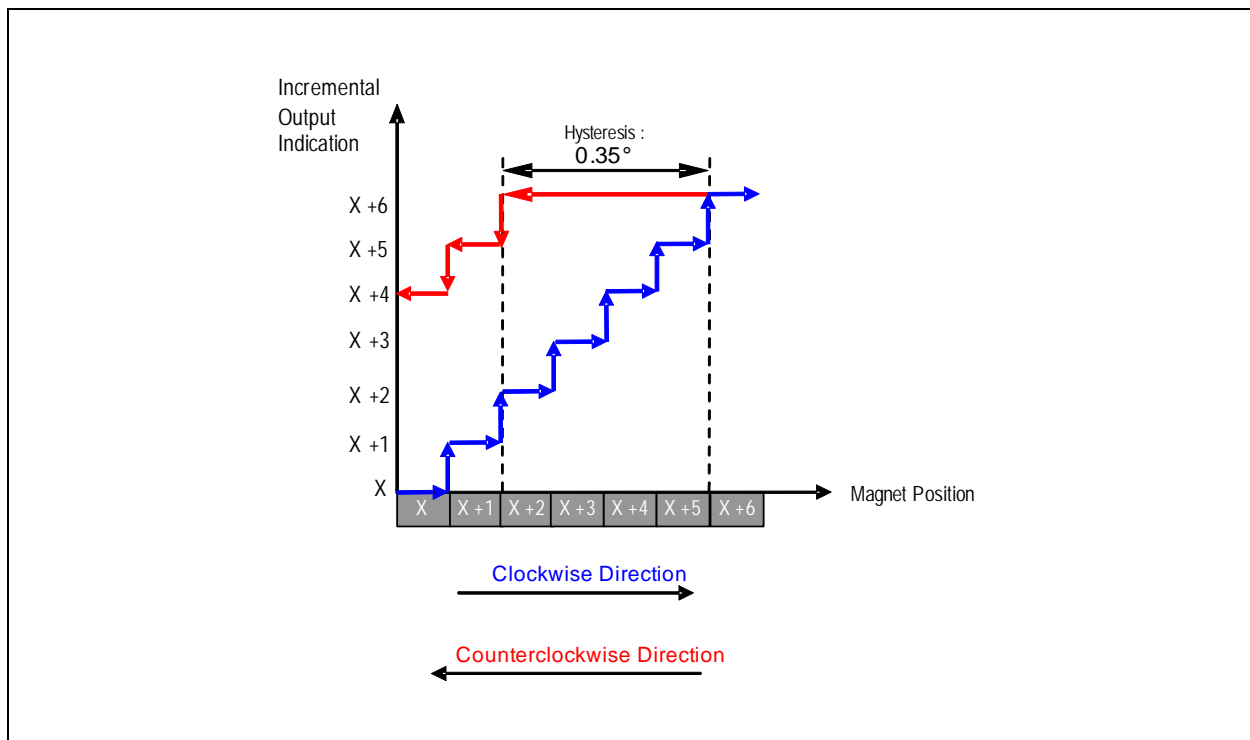 Incremental
Output
Indication
Hysteresis :
0.35°
X +6
X +5
X +4
X +3
X +2
X +1
X
X X +1 X +2 X +3 X +4 X +5 X +6
Magnet Position
Clockwise Direction
Counterclockwise Direction